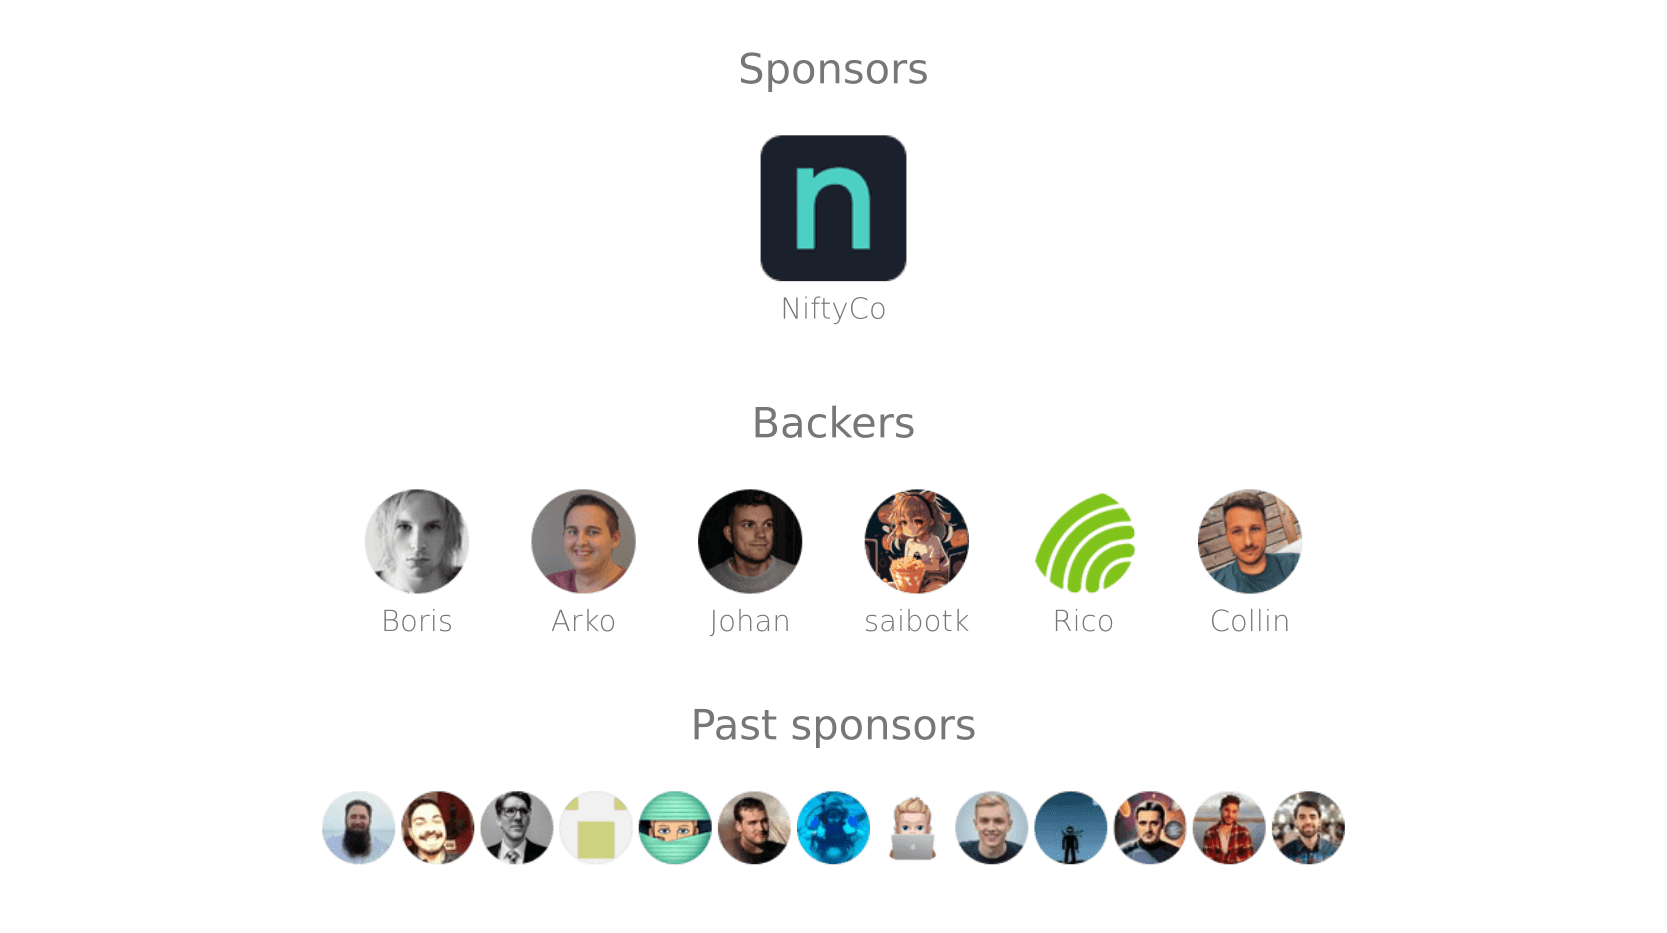 Sponsors
n
NiftyCo
Backers
Boris Arko Johan saibotk Rico Collin
Past sponsors